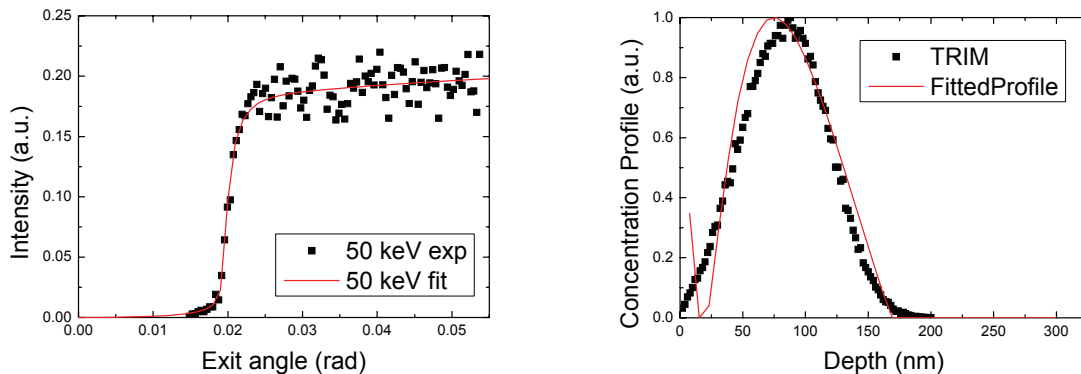 Intensity (a.u.)
0.20
0.15
0.10
0.05
0.00
50 keV exp
50 keV fit
0.00 0.01 0.02 0.03 0.04 0.05
Exit angle (rad)
Concentration Profile (a.u.)
1.0
0.8
0.6
0.4
0.2
0.0
TRIM
FittedProfile
0 50 100 150 200 250 300
Depth (nm)